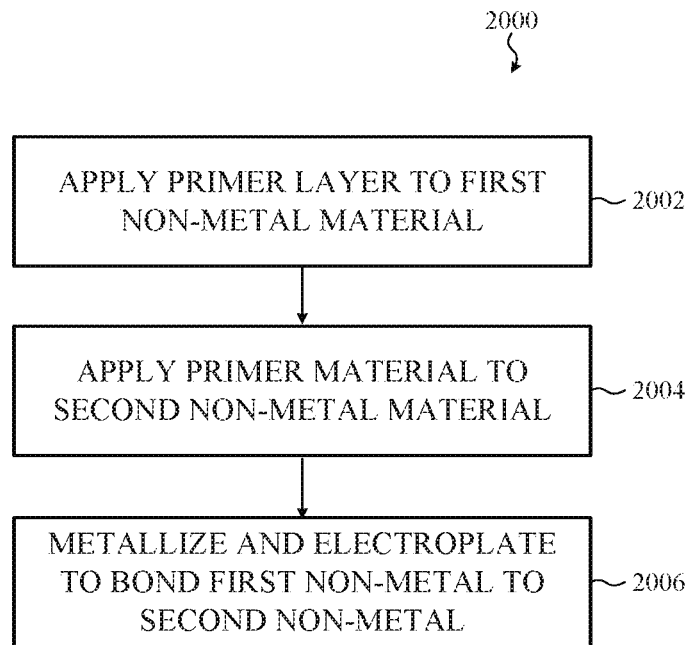 2000
APPLY PRIMER LAYER TO FIRST
NON-METAL MATERIAL
2002
APPLY PRIMER MATERIAL TO
SECOND NON-METAL MATERIAL
2004
METALLIZE AND ELECTROPLATE
TO BOND FIRST NON-METAL TO
SECOND NON-METAL
2006